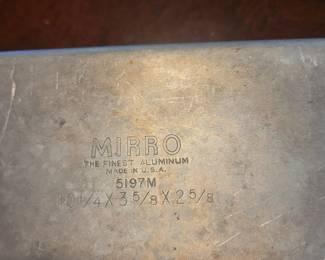 MIRRO
THE FINEST ALUMINUM
MADE IN U.S.A.
5197M
1/4 X 3 5/8 X 2 5/8